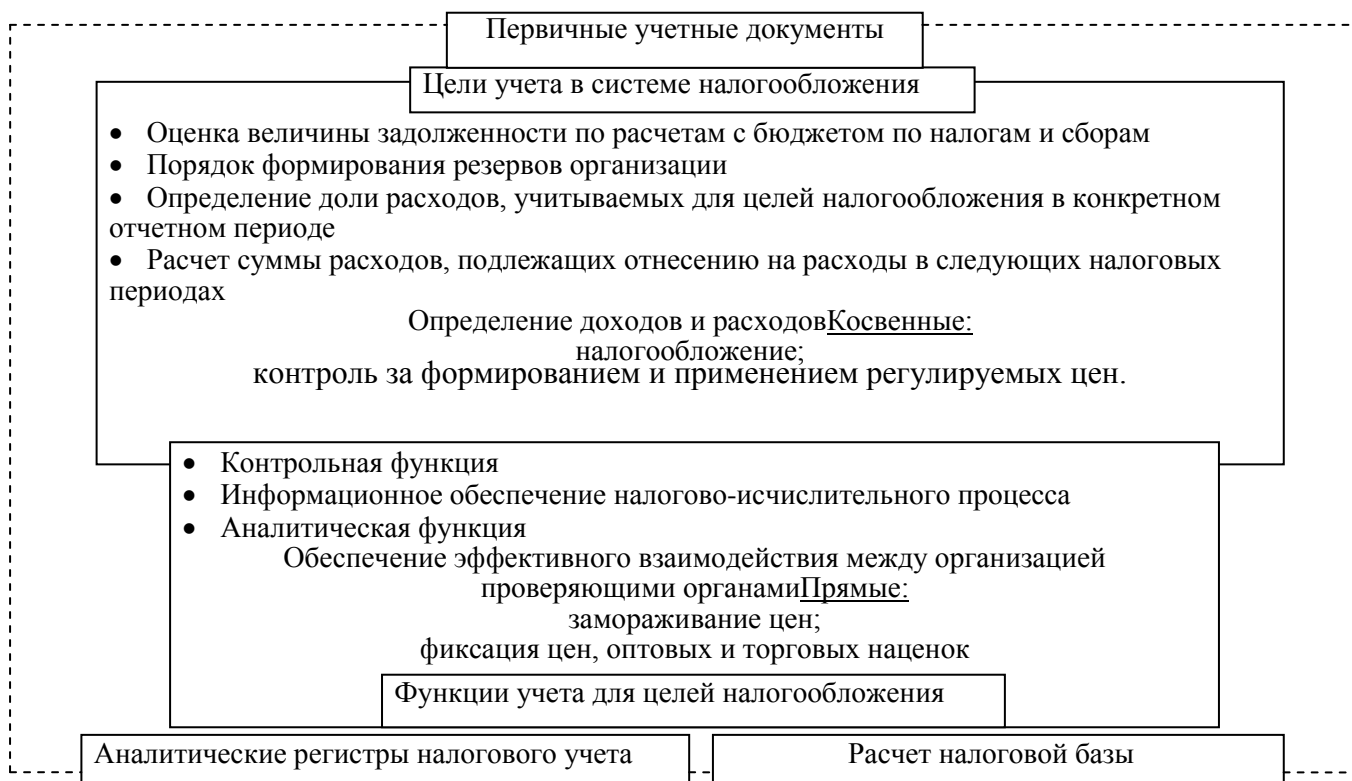 Первичные учетные документы
Цели учета в системе налогообложения
• Оценка величины задолженности по расчетам с бюджетом по налогам и сборам
• Порядок формирования резервов организации
• Определение доли расходов, учитываемых для целей налогообложения в конкретном
отчетном периоде
• Расчет суммы расходов, подлежащих отнесению на расходы в следующих налоговых
периодах
Определение доходов и расходовКосвенные:
налогообложение;
контроль за формированием и применением регулируемых цен.
• Контрольная функция
• Информационное обеспечение налогово-исчислительного процесса
• Аналитическая функция
Обеспечение эффективного взаимодействия между организацией
проверяющими органамиПрямые:
замораживание цен;
фиксация цен, оптовых и торговых наценок
Функции учета для целей налогообложения
Аналитические регистры налогового учета
Расчет налоговой базы